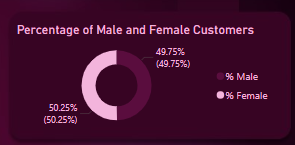 Percentage of Male and Female Customers
49.75%
(49.75%)
% Male
% Female
50.25%
(50.25%)